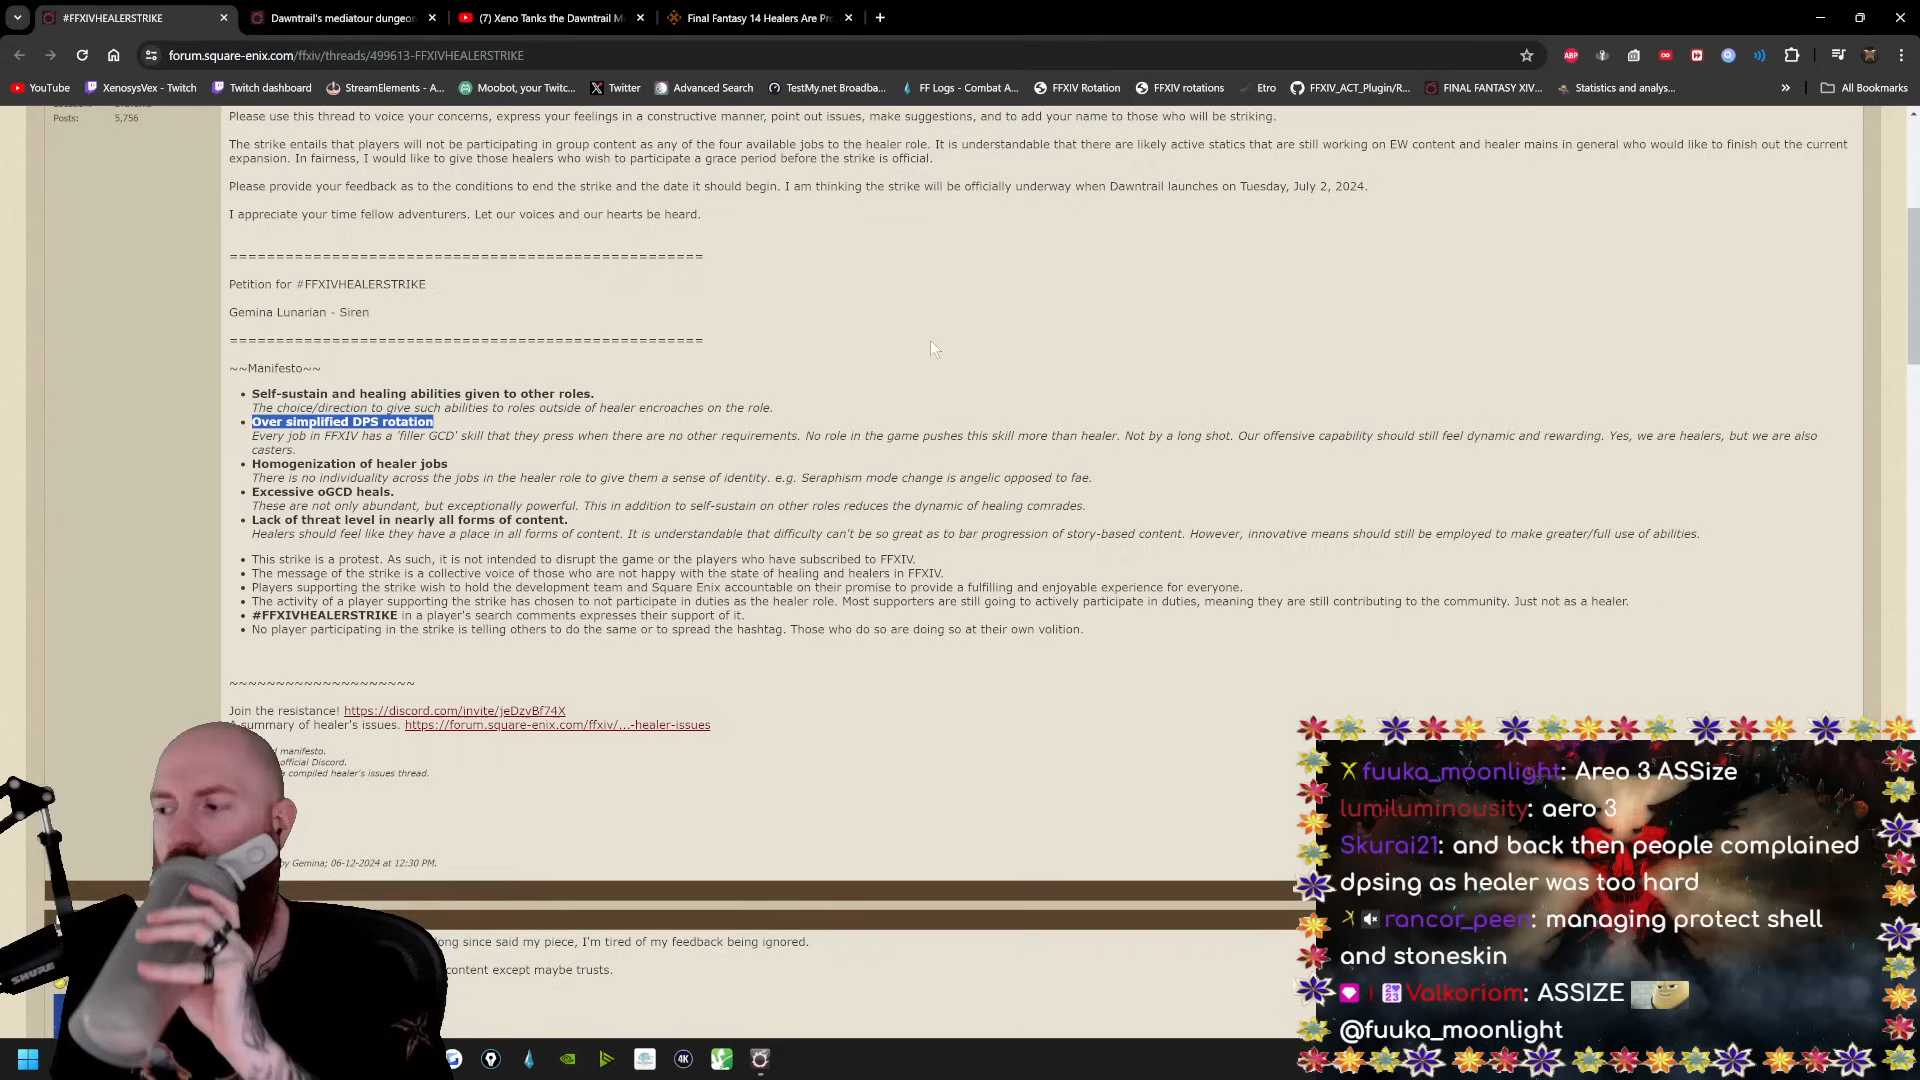 #FFXIVHEALERSTRIKE
Dawntrail's mediatour dungeon
(7) Xeno Tanks the Dawntrail M
Final Fantasy 14 Healers Are Pr
forum.square-enix.com/ffxiv/threads/499613-FFXIVHEALERSTRIKE
ABP
YouTube
XenosysVex - Twitch
Twitch dashboard
StreamElements - A...
Moobot, your Twitc...
Twitter
Advanced Search
TestMy.net Broadba...
FF Logs - Combat A...
FFXIV Rotation
FFXIV rotations
Etro
FFXIV_ACT_Plugin/R...
FINAL FANTASY XIV...
Statistics and analys...
All Bookmarks
Posts: 5,756
Please use this thread to voice your concerns, express your feelings in a constructive manner, point out issues, make suggestions, and to add your name to those who will be striking.
The strike entails that players will not be participating in group content as any of the four available jobs to the healer role. It is understandable that there are likely active statics that are still working on EW content and healer mains in general who would like to finish out the current
expansion. In fairness, I would like to give those healers who wish to participate a grace period before the strike is official.
Please provide your feedback as to the conditions to end the strike and the date it should begin. I am thinking the strike will be officially underway when Dawntrail launches on Tuesday, July 2, 2024.
I appreciate your time fellow adventurers. Let our voices and our hearts be heard.
==================================================
Petition for #FFXIVHEALERSTRIKE
Gemina Lunarian - Siren
==================================================
~~Manifesto~~
• Self-sustain and healing abilities given to other roles.
The choice/direction to give such abilities to roles outside of healer encroaches on the role.
• Over simplified DPS rotation
Every job in FFXIV has a 'filler GCD' skill that they press when there are no other requirements. No role in the game pushes this skill more than healer. Not by a long shot. Our offensive capability should still feel dynamic and rewarding. Yes, we are healers, but we are also
casters.
• Homogenization of healer jobs
There is no individuality across the jobs in the healer role to give them a sense of identity. e.g. Seraphism mode change is angelic opposed to fae.
• Excessive oGCD heals.
These are not only abundant, but exceptionally powerful. This in addition to self-sustain on other roles reduces the dynamic of healing comrades.
• Lack of threat level in nearly all forms of content.
Healers should feel like they have a place in all forms of content. It is understandable that difficulty can't be so great as to bar progression of story-based content. However, innovative means should still be employed to make greater/full use of abilities.
• This strike is a protest. As such, it is not intended to disrupt the game or the players who have subscribed to FFXIV.
• The message of the strike is a collective voice of those who are not happy with the state of healing and healers in FFXIV.
• Players supporting the strike wish to hold the development team and Square Enix accountable on their promise to provide a fulfilling and enjoyable experience for everyone.
• The activity of a player supporting the strike has chosen to not participate in duties as the healer role. Most supporters are still going to actively participate in duties, meaning they are still contributing to the community. Just not as a healer.
• #FFXIVHEALERSTRIKE in a player's search comments expresses their support of it.
• No player participating in the strike is telling others to do the same or to spread the hashtag. Those who do so are doing so at their own volition.
~~~~~~~~~~~~~~~~~~~~
Join the resistance! https://discord.com/invite/jeDzvBf74X
A summary of healer's issues. https://forum.square-enix.com/ffxiv/...-healer-issues
manifesto.
official Discord.
compiled healer's issues thread.
by Gemina; 06-12-2024 at 12:30 PM.
long since said my piece, I'm tired of my feedback being ignored.
content except maybe trusts.
SHURE
4K
fuuka_moonlight: Areo 3 ASSize
lumiluminousity: aero 3
Skurai21: and back then people complained
dpsing as healer was too hard
rancor_peen: managing protect shell
and stoneskin
Valkoriom: ASSIZE
@fuuka_moonlight